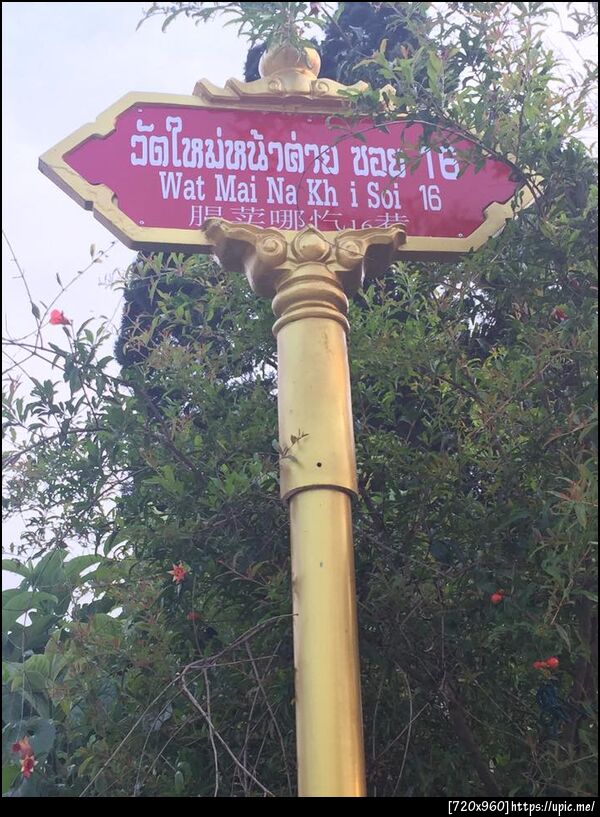 วัดใหม่หน้าค่าย ซอย 16
Wat Mai Na Kh i Soi 16
16巷
[720x960]https://upic.me/